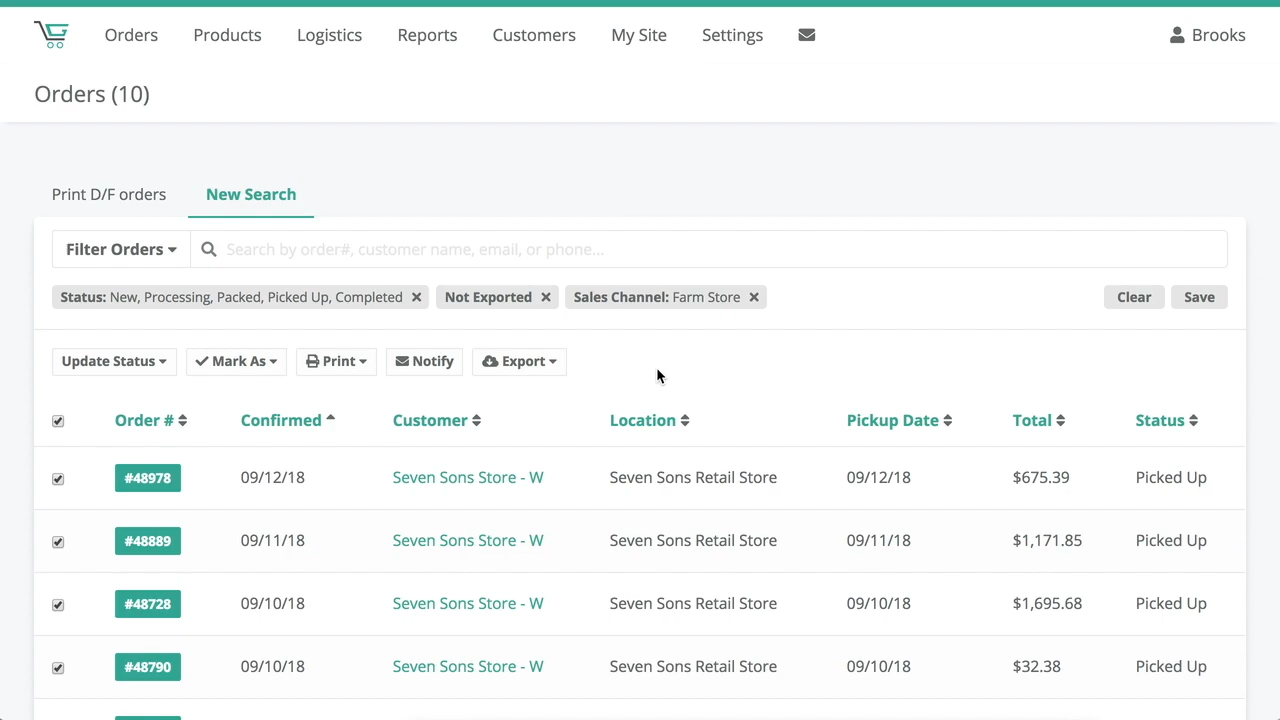 Orders Products Logistics Reports Customers My Site Settings Brooks
Orders (10)
Print D/F orders New Search
Filter Orders Search by order#, customer name, email, or phone...
Status: New, Processing, Packed, Picked Up, Completed Not Exported Sales Channel: Farm Store Clear Save
Update Status Mark As Print Notify Export
Order # Confirmed Customer Location Pickup Date Total Status
#48978 09/12/18 Seven Sons Store - W Seven Sons Retail Store 09/12/18 $675.39 Picked Up
#48889 09/11/18 Seven Sons Store - W Seven Sons Retail Store 09/11/18 $1,171.85 Picked Up
#48728 09/10/18 Seven Sons Store - W Seven Sons Retail Store 09/10/18 $1,695.68 Picked Up
#48790 09/10/18 Seven Sons Store - W Seven Sons Retail Store 09/10/18 $32.38 Picked Up